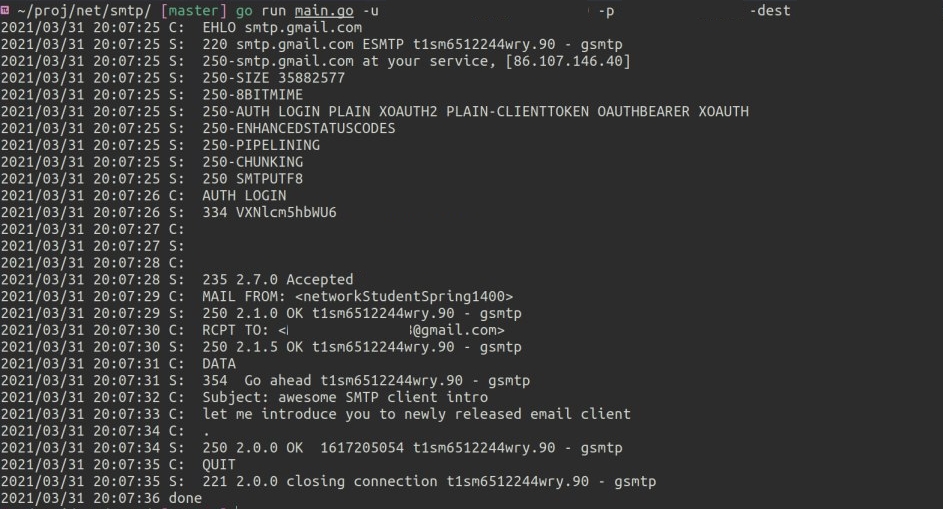 ~/proj/net/smtp/ [master] go run main.go -u -p -dest
2021/03/31 20:07:25 C: EHLO smtp.gmail.com
2021/03/31 20:07:25 S: 220 smtp.gmail.com ESMTP t1sm6512244wry.90 - gsmtp
2021/03/31 20:07:25 S: 250-smtp.gmail.com at your service, [86.107.146.40]
2021/03/31 20:07:25 S: 250-SIZE 35882577
2021/03/31 20:07:25 S: 250-8BITMIME
2021/03/31 20:07:25 S: 250-AUTH LOGIN PLAIN XOAUTH2 PLAIN-CLIENTTOKEN OAUTHBEARER XOAUTH
2021/03/31 20:07:25 S: 250-ENHANCEDSTATUSCODES
2021/03/31 20:07:25 S: 250-PIPELINING
2021/03/31 20:07:25 S: 250-CHUNKING
2021/03/31 20:07:25 S: 250 SMTPUTF8
2021/03/31 20:07:26 C: AUTH LOGIN
2021/03/31 20:07:26 S: 334 VXNlcm5hbWU6
2021/03/31 20:07:27 C:
2021/03/31 20:07:27 S:
2021/03/31 20:07:28 C:
2021/03/31 20:07:28 S: 235 2.7.0 Accepted
2021/03/31 20:07:29 C: MAIL FROM: <networkStudentSpring1400>
2021/03/31 20:07:29 S: 250 2.1.0 OK t1sm6512244wry.90 - gsmtp
2021/03/31 20:07:30 C: RCPT TO: < @gmail.com>
2021/03/31 20:07:30 S: 250 2.1.5 OK t1sm6512244wry.90 - gsmtp
2021/03/31 20:07:31 C: DATA
2021/03/31 20:07:31 S: 354 Go ahead t1sm6512244wry.90 - gsmtp
2021/03/31 20:07:32 C: Subject: awesome SMTP client intro
2021/03/31 20:07:33 C: let me introduce you to newly released email client
2021/03/31 20:07:34 C: .
2021/03/31 20:07:34 S: 250 2.0.0 OK 1617205054 t1sm6512244wry.90 - gsmtp
2021/03/31 20:07:35 C: QUIT
2021/03/31 20:07:35 S: 221 2.0.0 closing connection t1sm6512244wry.90 - gsmtp
2021/03/31 20:07:36 done